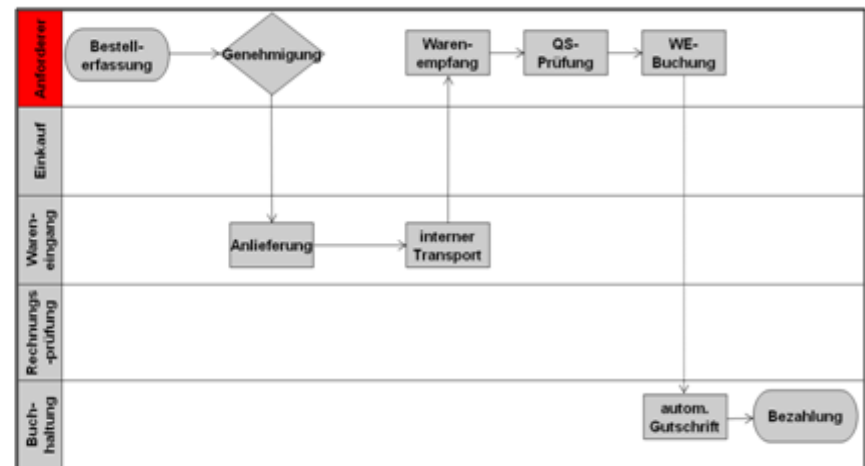 Anforderer
Bestell-
erfassung
Genehmigung
Waren-
empfang
QS-
Prüfung
WE-
Buchung
Einkauf
Waren-
eingang
Anlieferung
interner
Transport
Rechnungs
-prüfung
Buch-
haltung
autom.
Gutschrift
Bezahlung